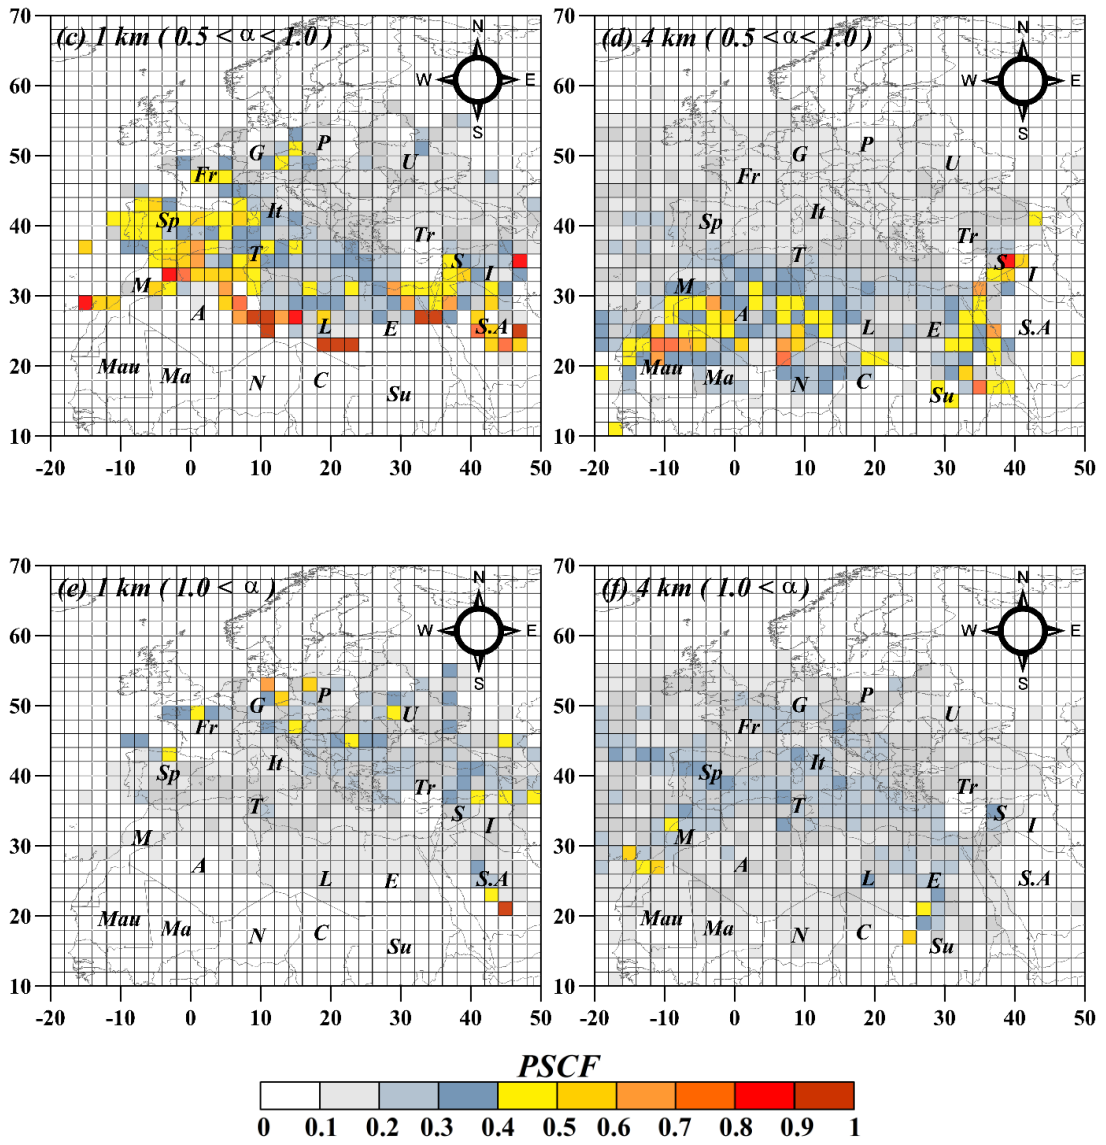 (c) 1 km ( 0.5 < α < 1.0 )
(d) 4 km ( 0.5 < α < 1.0 )
N
W E
S
N
W E
S
70
60
50
40
30
20
10
-20 -10 0 10 20 30 40 50
G P U Fr Sp It Tr T S I M A L E S.A Mau Ma N C Su
70
60
50
40
30
20
10
-20 -10 0 10 20 30 40 50
G P U Fr Sp It Tr T S I M A L E S.A Mau Ma N C Su
(e) 1 km ( 1.0 < α )
(f) 4 km ( 1.0 < α )
N
W E
S
N
W E
S
70
60
50
40
30
20
10
-20 -10 0 10 20 30 40 50
G P U Fr Sp It Tr T S I M A L E S.A Mau Ma N C Su
70
60
50
40
30
20
10
-20 -10 0 10 20 30 40 50
G P U Fr Sp It Tr T S I M A L E S.A Mau Ma N C Su
PSCF
0 0.1 0.2 0.3 0.4 0.5 0.6 0.7 0.8 0.9 1